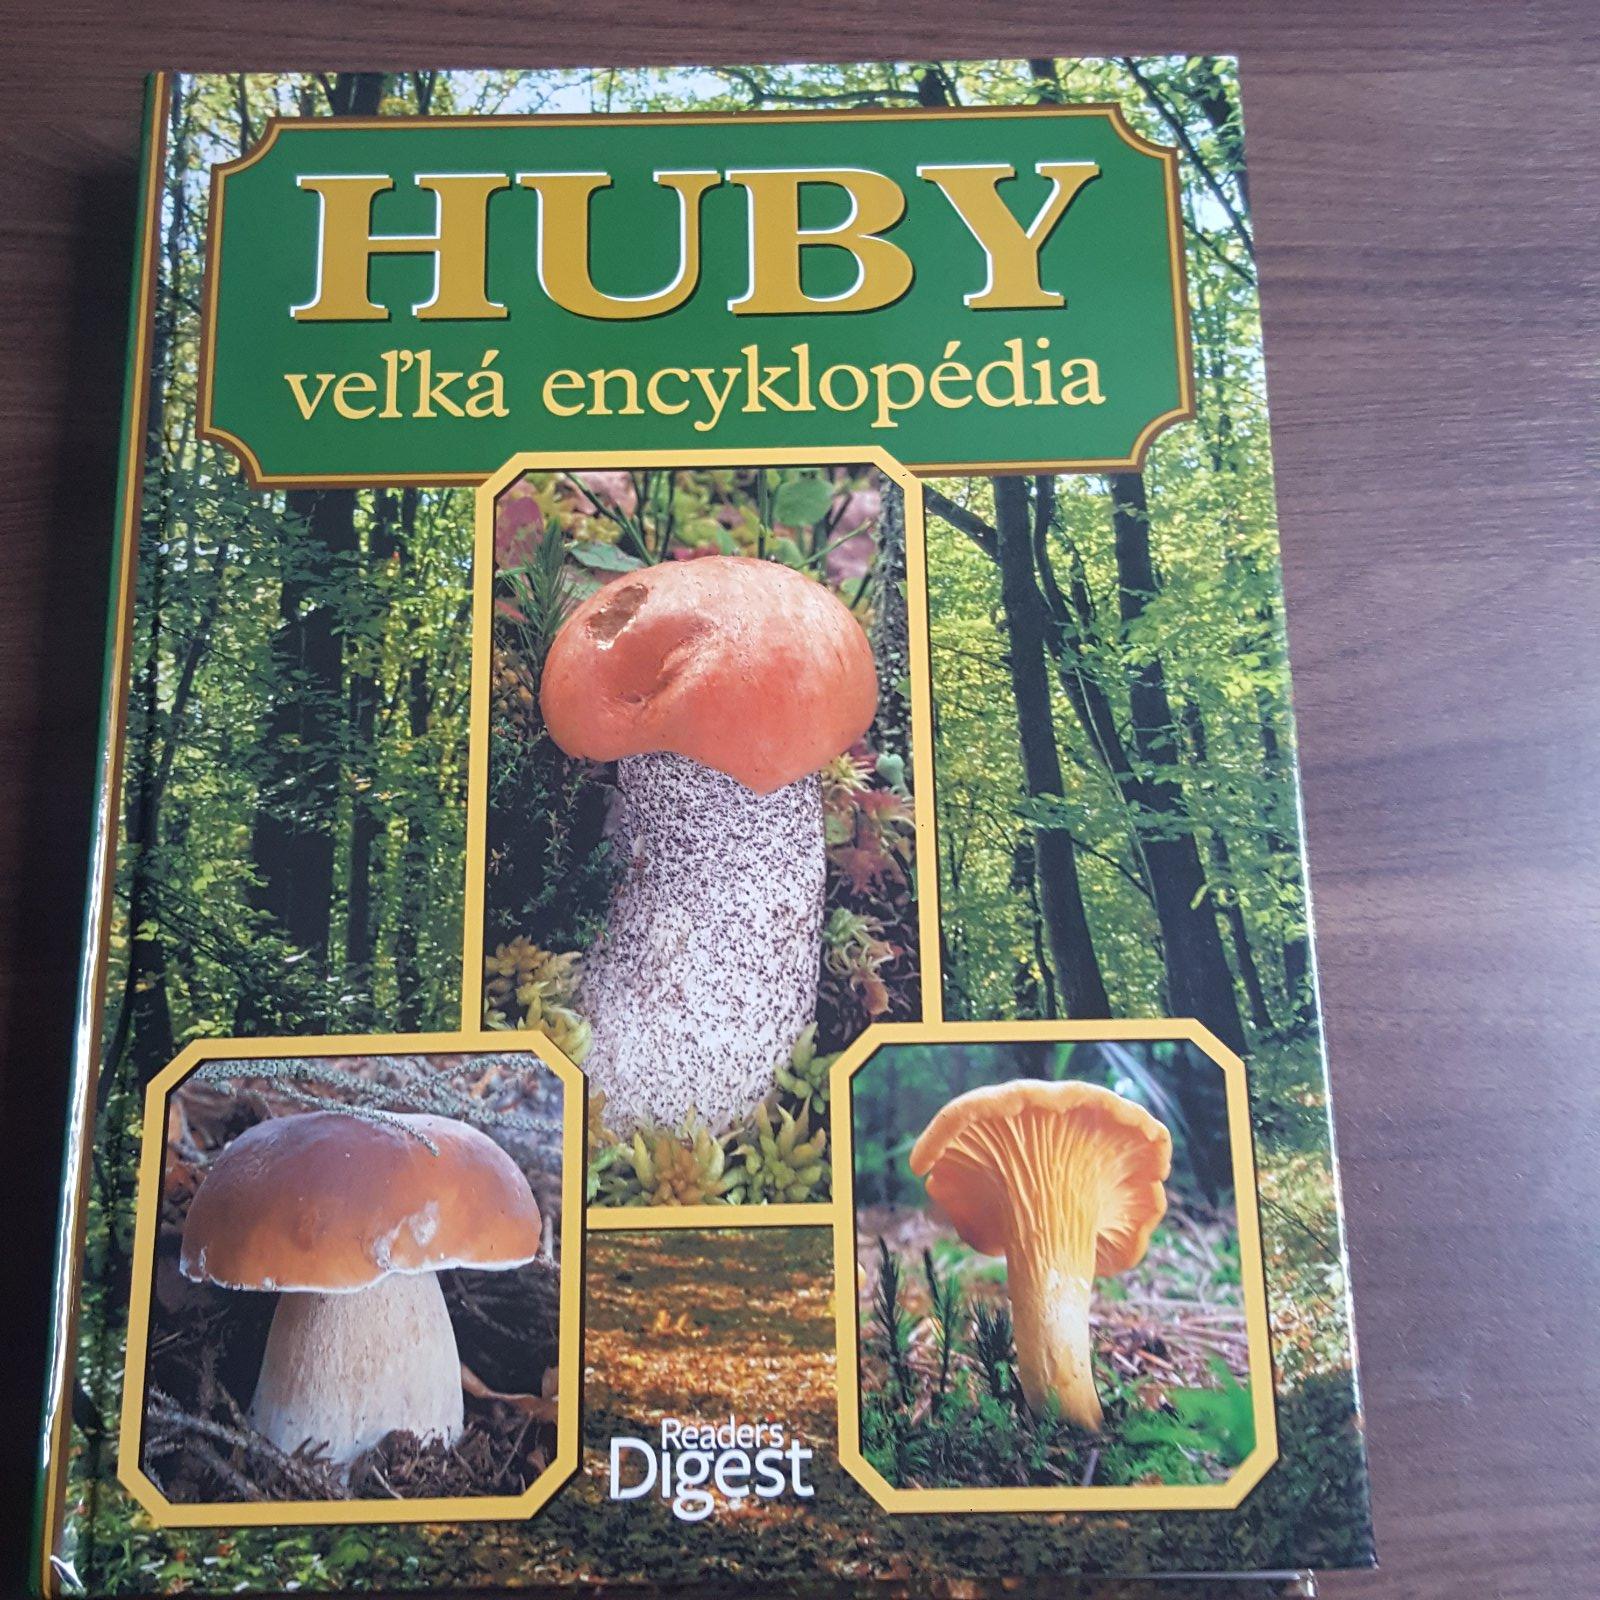 HUBY
veľká encyklopédia
Readers
Digest